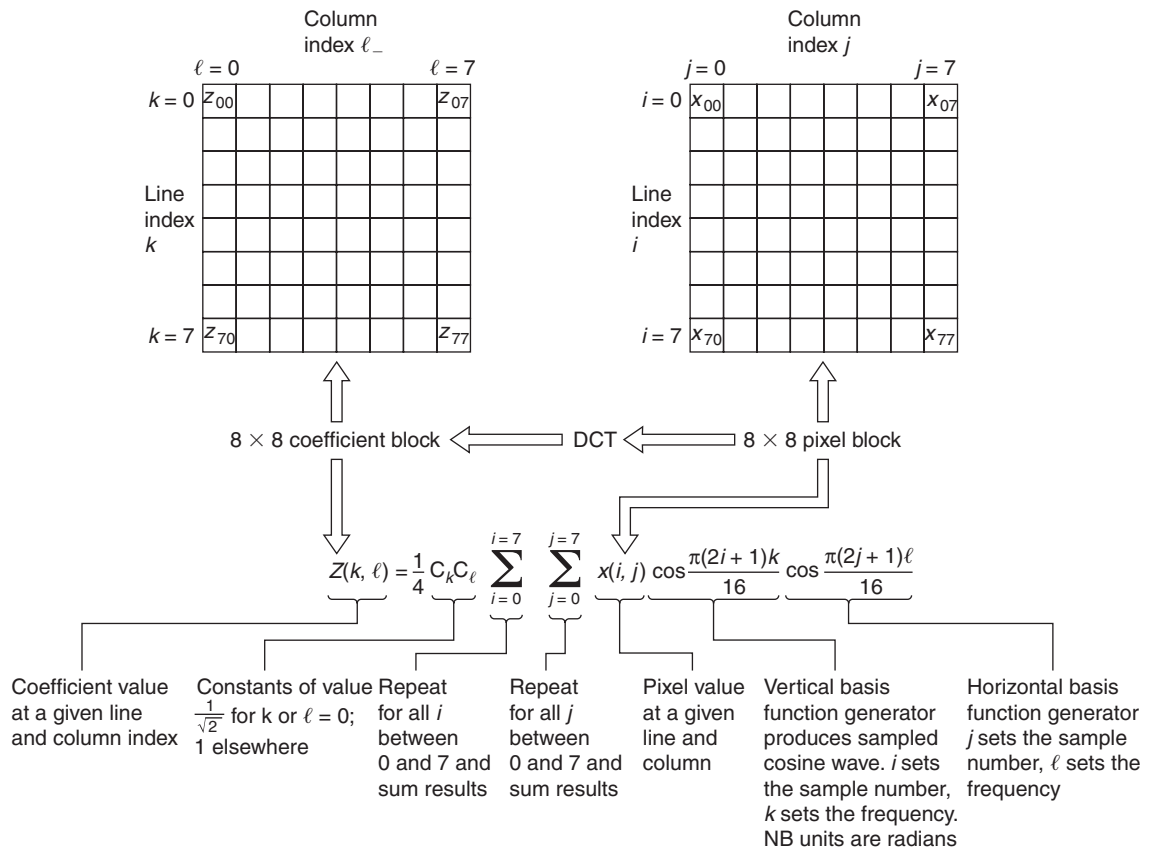 Column
index ℓ_
ℓ = 0
ℓ = 7
k = 0
z₀₀
z₀₇
Line
index
k
k = 7
z₇₀
z₇₇
Column
index j
j = 0
j = 7
i = 0
x₀₀
x₀₇
Line
index
i
i = 7
x₇₀
x₇₇
8 × 8 coefficient block
DCT
8 × 8 pixel block
Z(k, ℓ) = 1/4 CₖC_ℓ ∑ i = 0 i = 7 ∑ j = 0 j = 7 x(i, j) cos π(2i + 1)k/16 cos π(2j + 1)ℓ/16
Coefficient value
at a given line
and column index
Constants of value
1/√2 for k or ℓ = 0;
1 elsewhere
Repeat
for all i
between
0 and 7 and
sum results
Repeat
for all j
between
0 and 7 and
sum results
Pixel value
at a given
line and
column
Vertical basis
function generator
produces sampled
cosine wave. i sets
the sample number,
k sets the frequency.
NB units are radians
Horizontal basis
function generator
j sets the sample
number, ℓ sets the
frequency